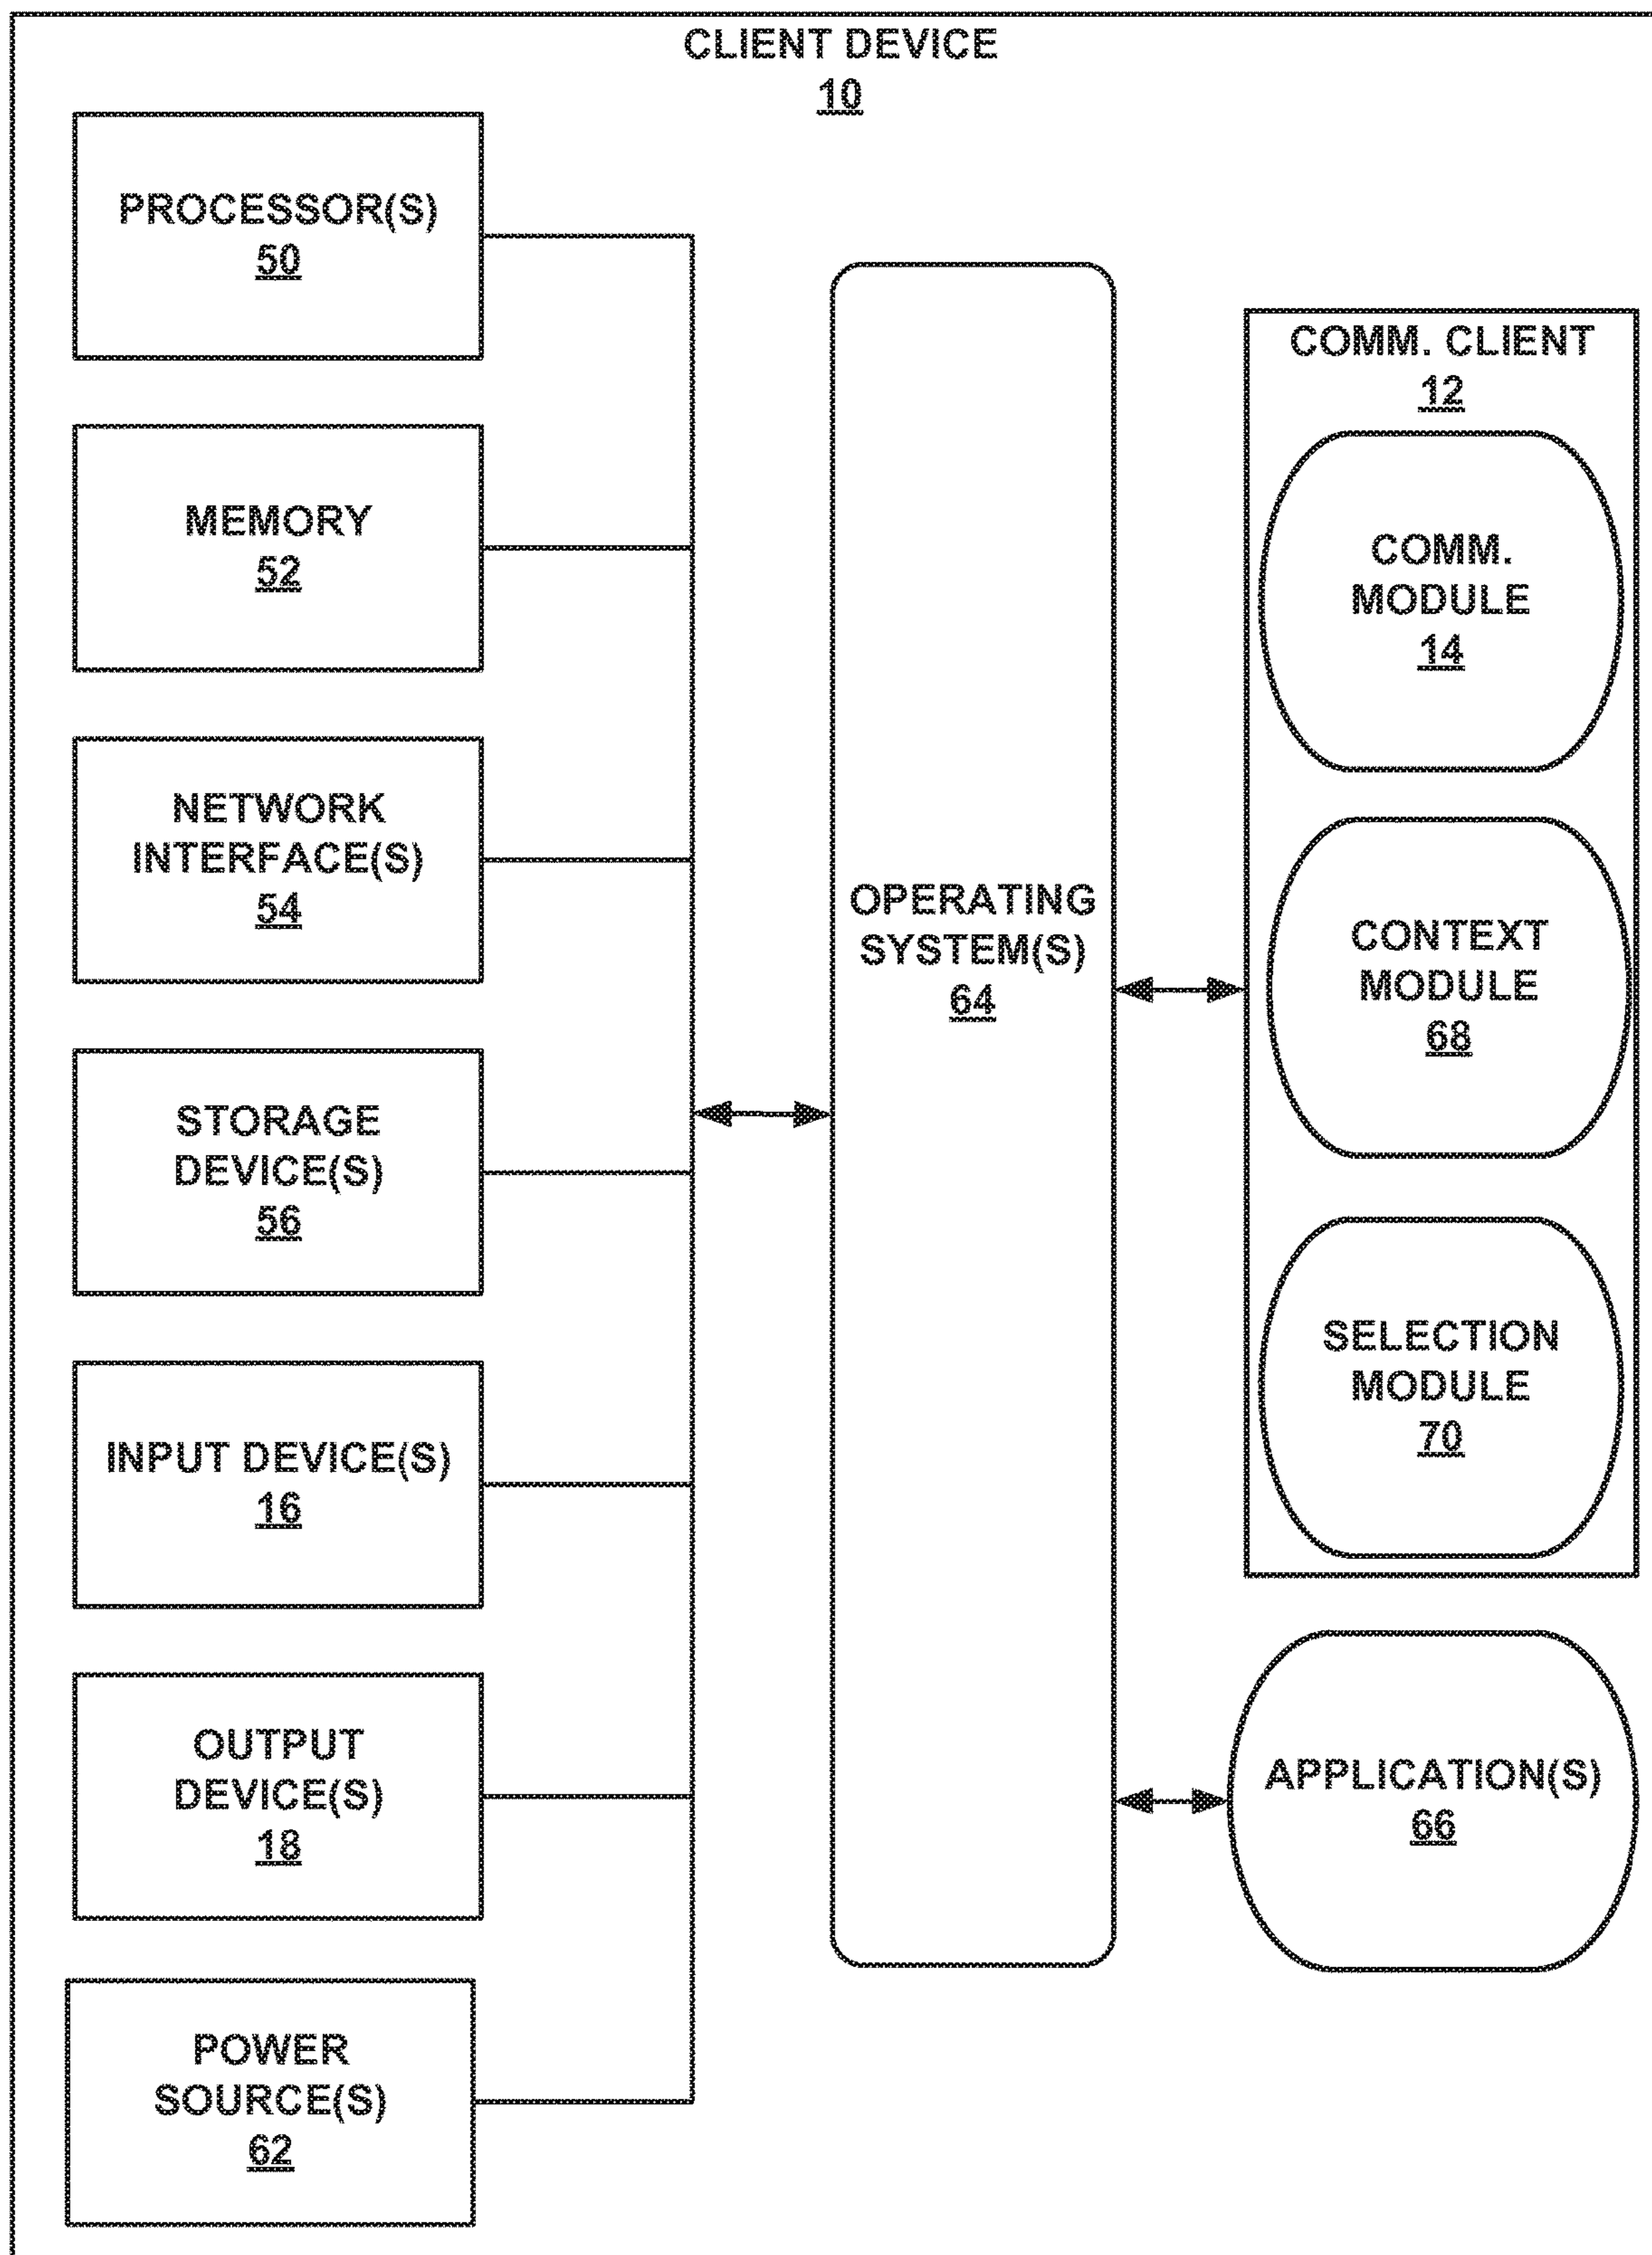 CLIENT DEVICE
10
PROCESSOR(S)
50
MEMORY
52
NETWORK
INTERFACE(S)
54
STORAGE
DEVICE(S)
56
INPUT DEVICE(S)
16
OUTPUT
DEVICE(S)
18
POWER
SOURCE(S)
62
OPERATING
SYSTEM(S)
64
COMM. CLIENT
12
COMM.
MODULE
14
CONTEXT
MODULE
68
SELECTION
MODULE
70
APPLICATION(S)
66